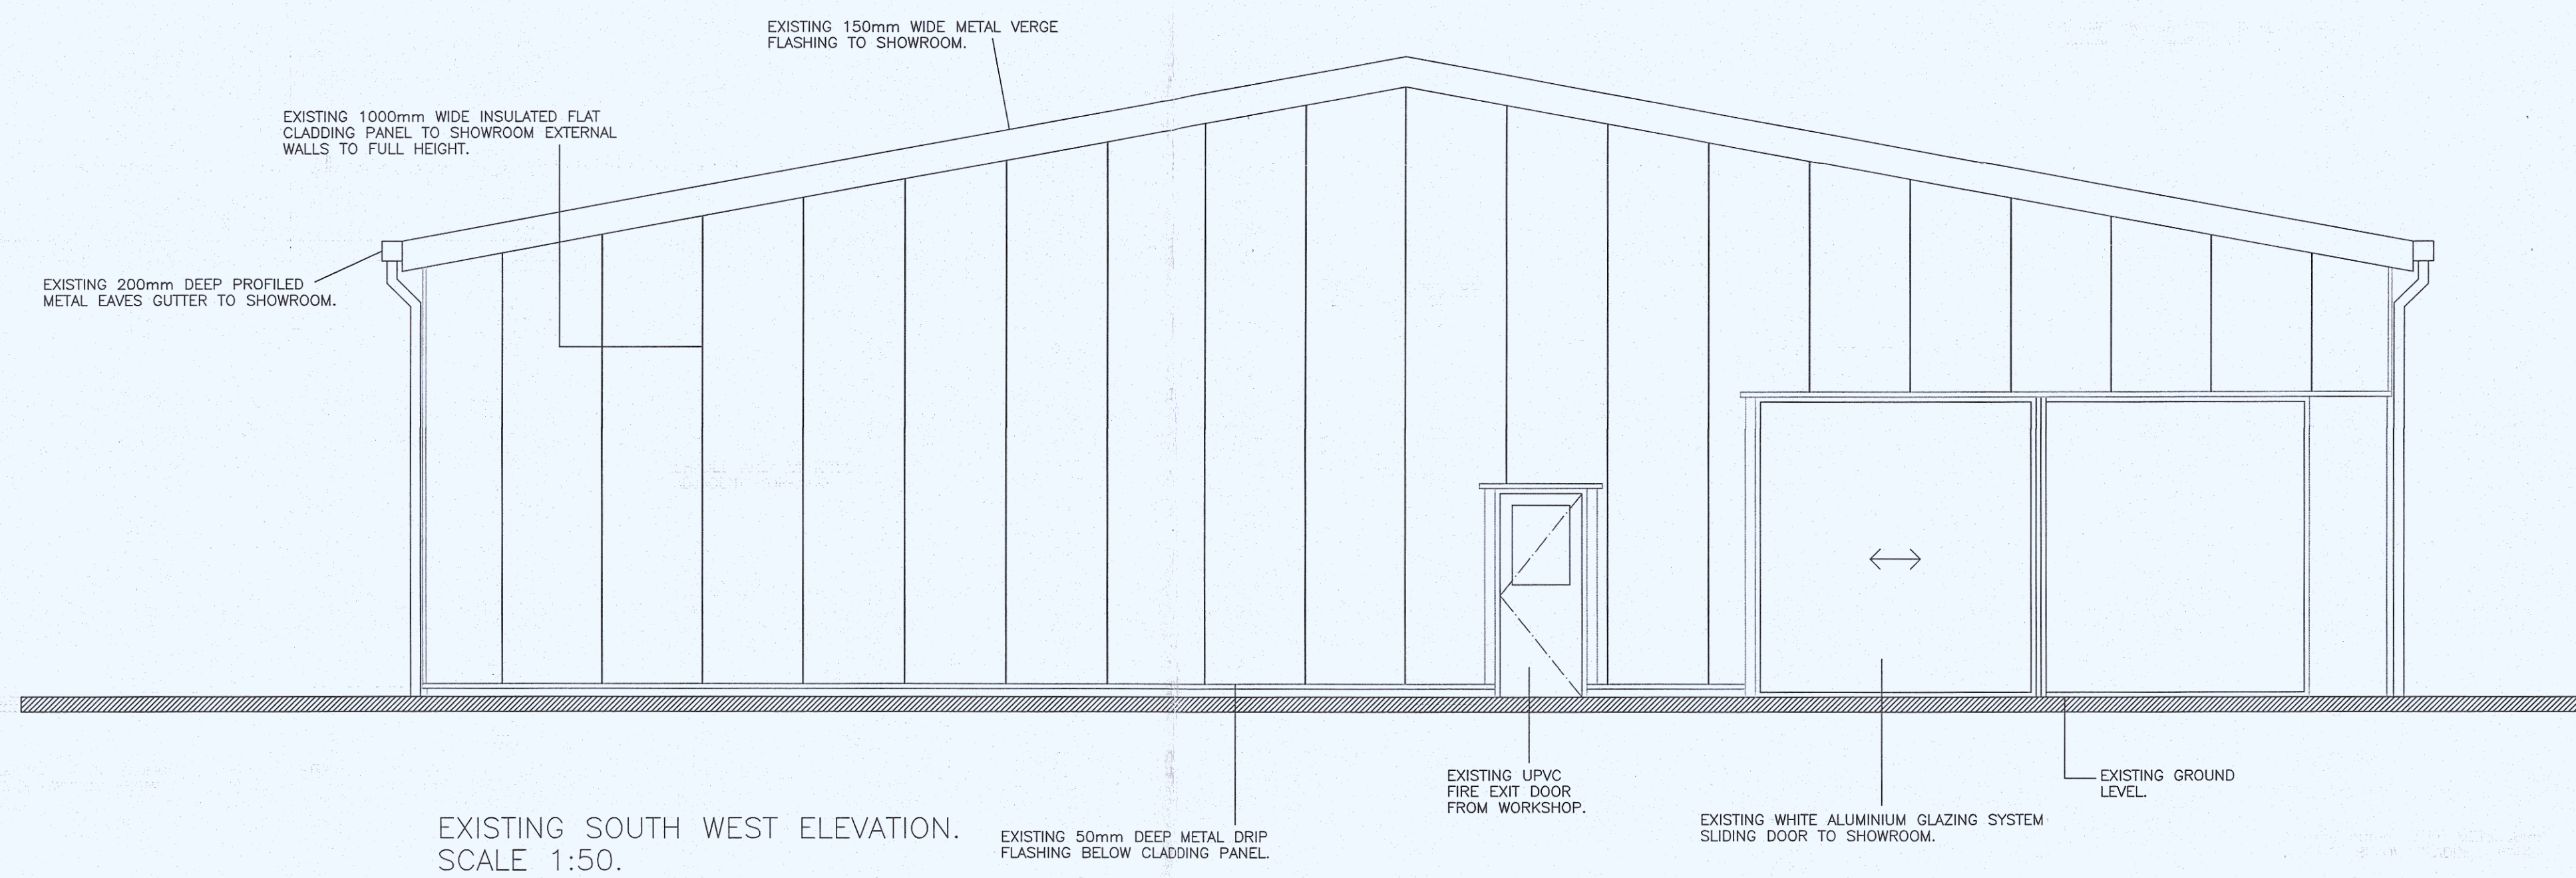 EXISTING 150mm WIDE METAL VERGE
FLASHING TO SHOWROOM.
EXISTING 1000mm WIDE INSULATED FLAT
CLADDING PANEL TO SHOWROOM EXTERNAL
WALLS TO FULL HEIGHT.
EXISTING 200mm DEEP PROFILED
METAL EAVES GUTTER TO SHOWROOM.
EXISTING UPVC
FIRE EXIT DOOR
FROM WORKSHOP.
EXISTING GROUND
LEVEL.
EXISTING WHITE ALUMINIUM GLAZING SYSTEM
SLIDING DOOR TO SHOWROOM.
EXISTING 50mm DEEP METAL DRIP
FLASHING BELOW CLADDING PANEL.
EXISTING SOUTH WEST ELEVATION.
SCALE 1:50.